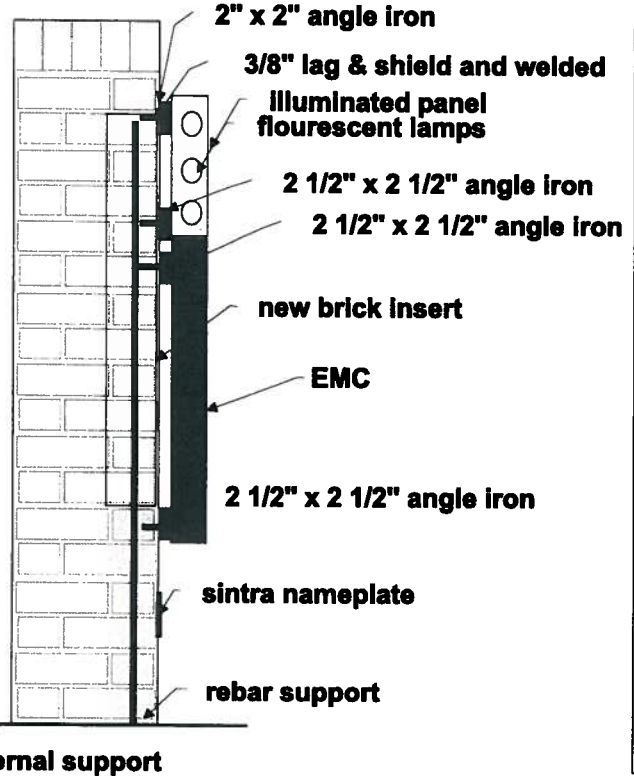 2" x 2" angle iron
3/8" lag & shield and welded
illuminated panel
flourescent lamps
2 1/2" x 2 1/2" angle iron
2 1/2" x 2 1/2" angle iron
new brick insert
EMC
2 1/2" x 2 1/2" angle iron
sintra nameplate
rebar support
ernal support